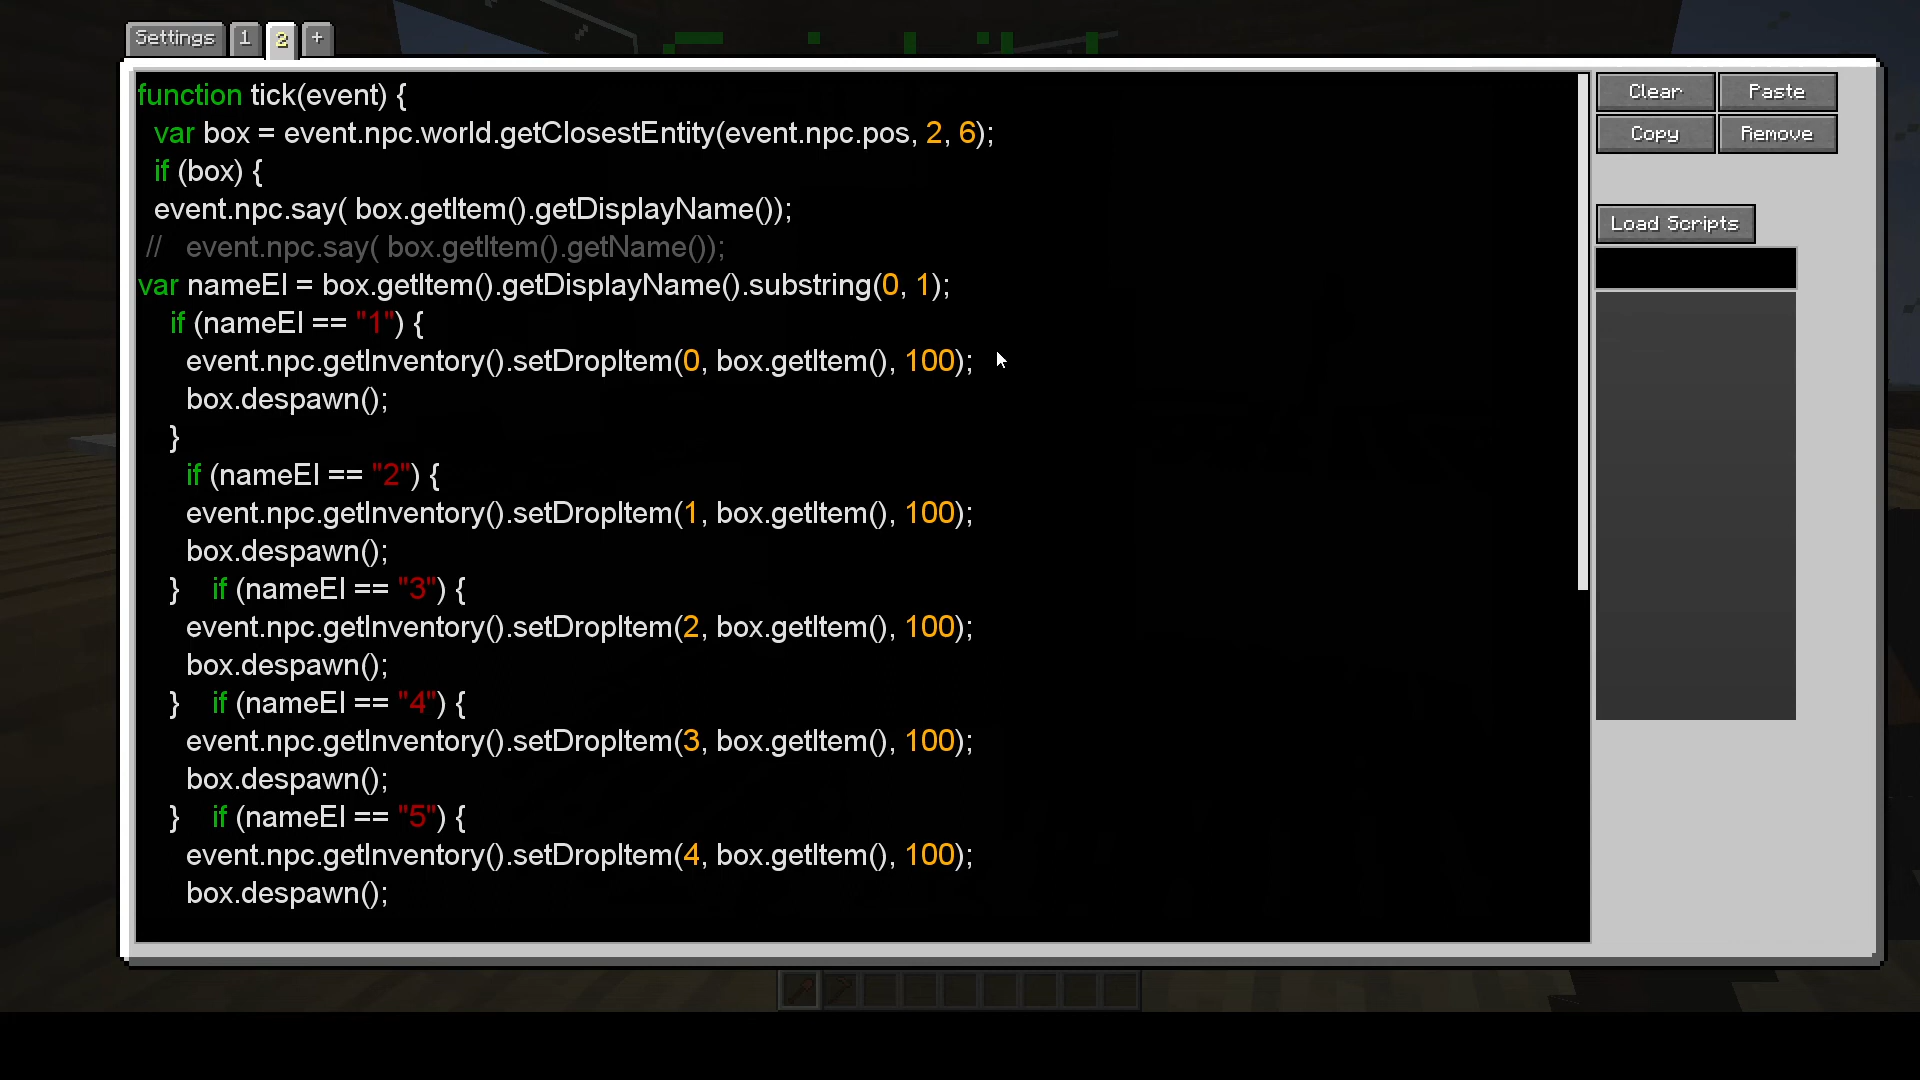 Settings 1 2 +
function tick(event) {
var box = event.npc.world.getClosestEntity(event.npc.pos, 2, 6);
if (box) {
event.npc.say( box.getItem().getDisplayName());
// event.npc.say( box.getItem().getName());
var nameEl = box.getItem().getDisplayName().substring(0, 1);
if (nameEl == "1") {
event.npc.getInventory().setDropItem(0, box.getItem(), 100);
box.despawn();
}
if (nameEl == "2") {
event.npc.getInventory().setDropItem(1, box.getItem(), 100);
box.despawn();
} if (nameEl == "3") {
event.npc.getInventory().setDropItem(2, box.getItem(), 100);
box.despawn();
} if (nameEl == "4") {
event.npc.getInventory().setDropItem(3, box.getItem(), 100);
box.despawn();
} if (nameEl == "5") {
event.npc.getInventory().setDropItem(4, box.getItem(), 100);
box.despawn();
Clear Paste
Copy Remove
Load Scripts